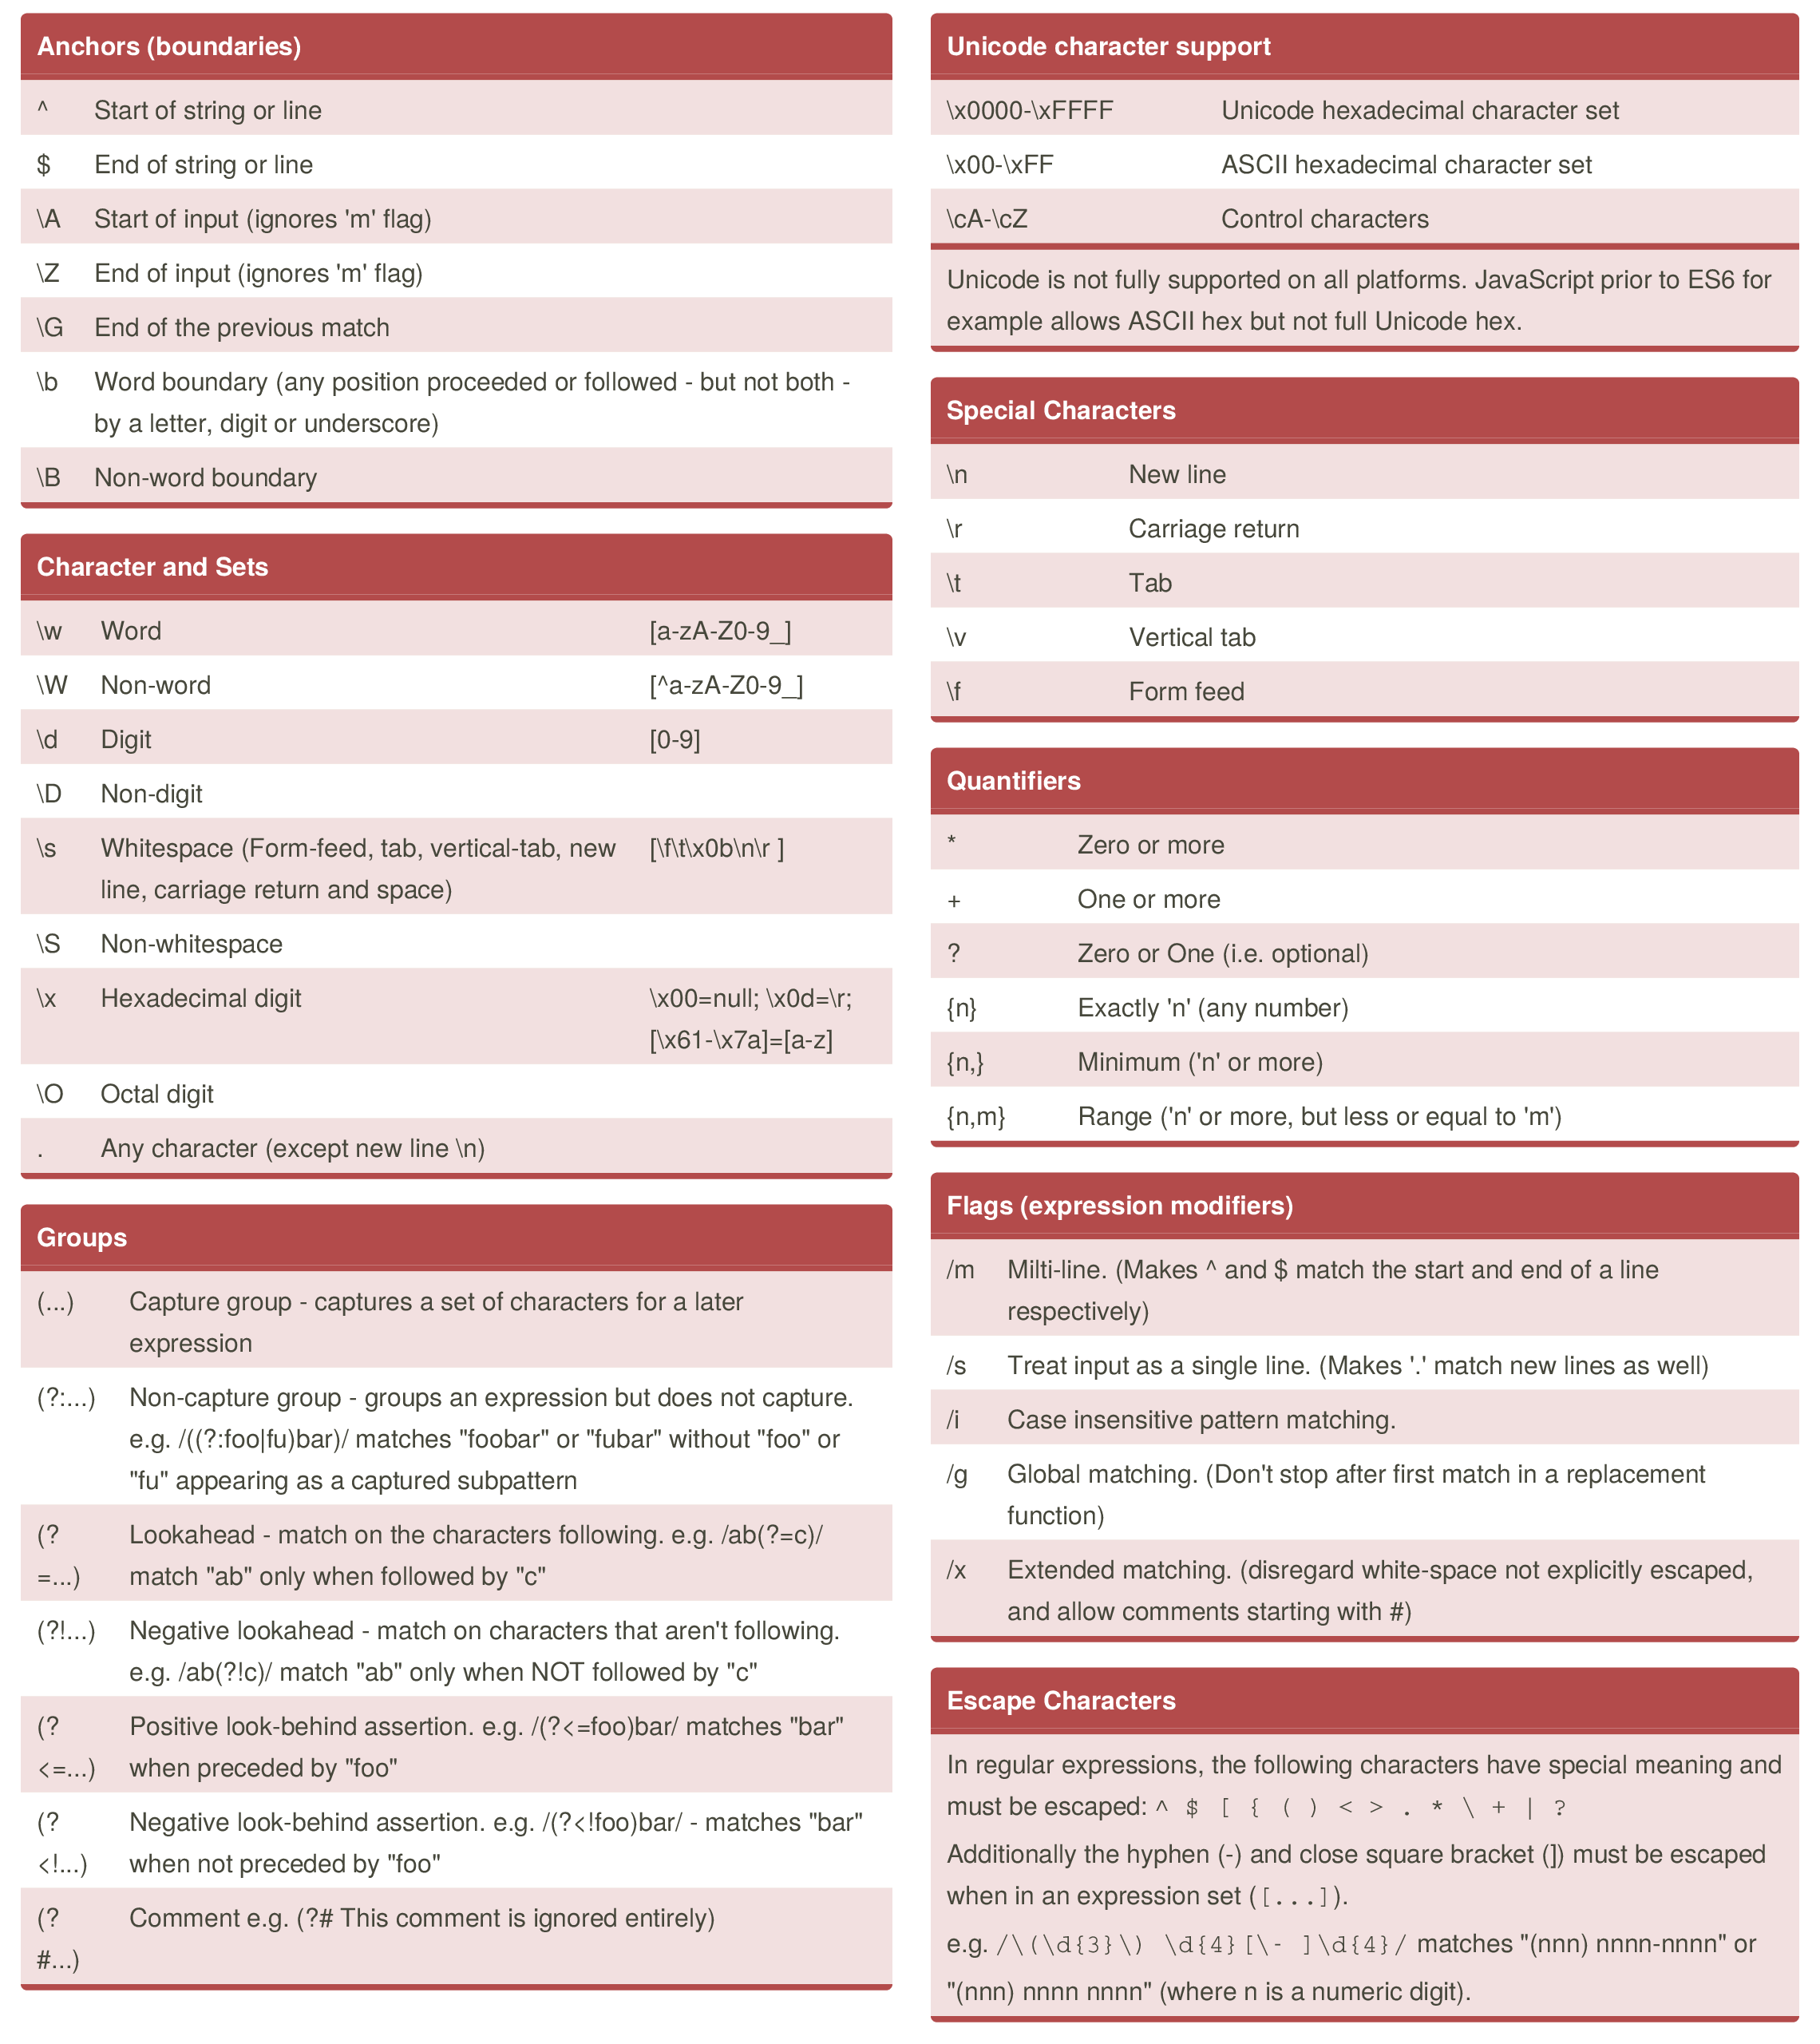 Anchors (boundaries)
^ Start of string or line
$ End of string or line
\A Start of input (ignores 'm' flag)
\Z End of input (ignores 'm' flag)
\G End of the previous match
\b Word boundary (any position proceeded or followed - but not both -
by a letter, digit or underscore)
\B Non-word boundary
Character and Sets
\w Word [a-zA-Z0-9_]
\W Non-word [^a-zA-Z0-9_]
\d Digit [0-9]
\D Non-digit
\s Whitespace (Form-feed, tab, vertical-tab, new [\f\t\x0b\n\r ]
line, carriage return and space)
\S Non-whitespace
\x Hexadecimal digit \x00=null; \x0d=\r;
[\x61-\x7a]=[a-z]
\O Octal digit
. Any character (except new line \n)
Groups
(...) Capture group - captures a set of characters for a later
expression
(?:...) Non-capture group - groups an expression but does not capture.
e.g. /((?:foo|fu)bar)/ matches "foobar" or "fubar" without "foo" or
"fu" appearing as a captured subpattern
(? Lookahead - match on the characters following. e.g. /ab(?=c)/
=...) match "ab" only when followed by "c"
(?!...) Negative lookahead - match on characters that aren't following.
e.g. /ab(?!c)/ match "ab" only when NOT followed by "c"
(? Positive look-behind assertion. e.g. /(?<=foo)bar/ matches "bar"
<=...) when preceded by "foo"
(? Negative look-behind assertion. e.g. /(?<!foo)bar/ - matches "bar"
<!...) when not preceded by "foo"
(? Comment e.g. (?# This comment is ignored entirely)
#...)
Unicode character support
\x0000-\xFFFF Unicode hexadecimal character set
\x00-\xFF ASCII hexadecimal character set
\cA-\cZ Control characters
Unicode is not fully supported on all platforms. JavaScript prior to ES6 for
example allows ASCII hex but not full Unicode hex.
Special Characters
\n New line
\r Carriage return
\t Tab
\v Vertical tab
\f Form feed
Quantifiers
* Zero or more
+ One or more
? Zero or One (i.e. optional)
{n} Exactly 'n' (any number)
{n,} Minimum ('n' or more)
{n,m} Range ('n' or more, but less or equal to 'm')
Flags (expression modifiers)
/m Milti-line. (Makes ^ and $ match the start and end of a line
respectively)
/s Treat input as a single line. (Makes '.' match new lines as well)
/i Case insensitive pattern matching.
/g Global matching. (Don't stop after first match in a replacement
function)
/x Extended matching. (disregard white-space not explicitly escaped,
and allow comments starting with #)
Escape Characters
In regular expressions, the following characters have special meaning and
must be escaped: ^ $ [ { ( ) < > . * \ + | ?
Additionally the hyphen (-) and close square bracket (]) must be escaped
when in an expression set ([...]).
e.g. /\(\d{3}\) \d{4}[\- ]\d{4}/ matches "(nnn) nnnn-nnnn" or
"(nnn) nnnn nnnn" (where n is a numeric digit).